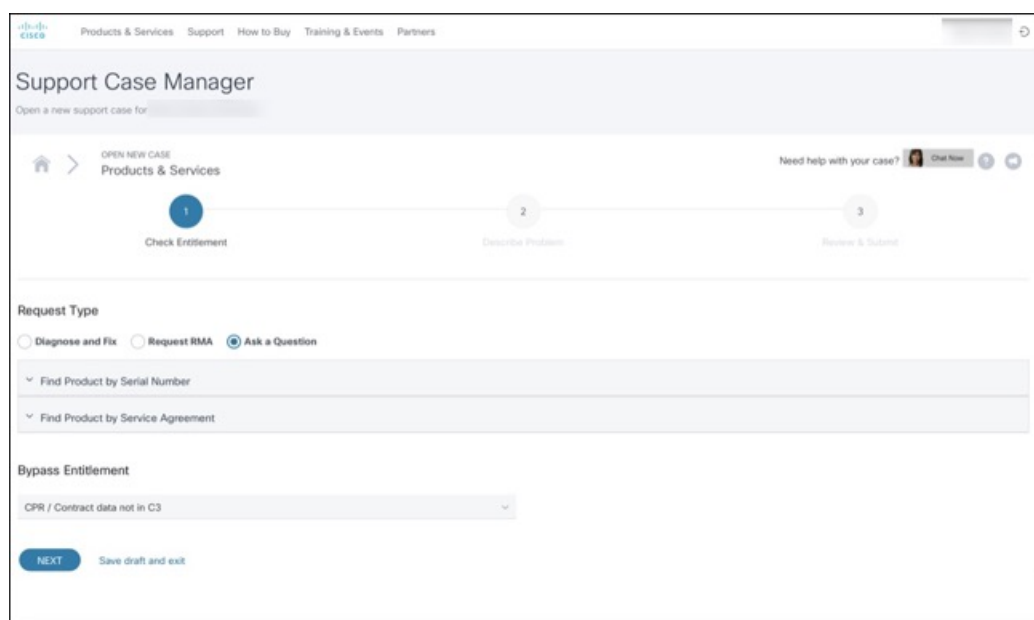 cisco
Products & Services Support How to Buy Training & Events Partners
Support Case Manager
Open a new support case for
OPEN NEW CASE
Products & Services
Need help with your case? Chat Now
1 2 3
Check Entitlement Describe Problem Review & Submit
Request Type
Diagnose and Fix Request RMA Ask a Question
Find Product by Serial Number
Find Product by Service Agreement
Bypass Entitlement
CPR / Contract data not in C3
NEXT Save draft and exit